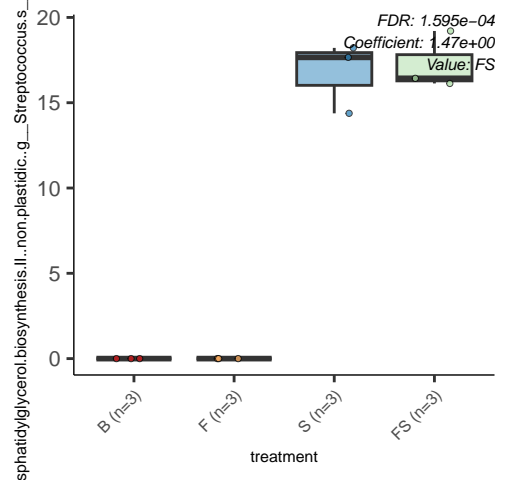 sphatidylglycerol.biosynthesis.II..non.plastidic..g__Streptococcus.s_
20
15
10
5
0
FDR: 1.595e−04
Coefficient: 1.47e+00
Value: FS
B (n=3)
F (n=3)
S (n=3)
FS (n=3)
treatment